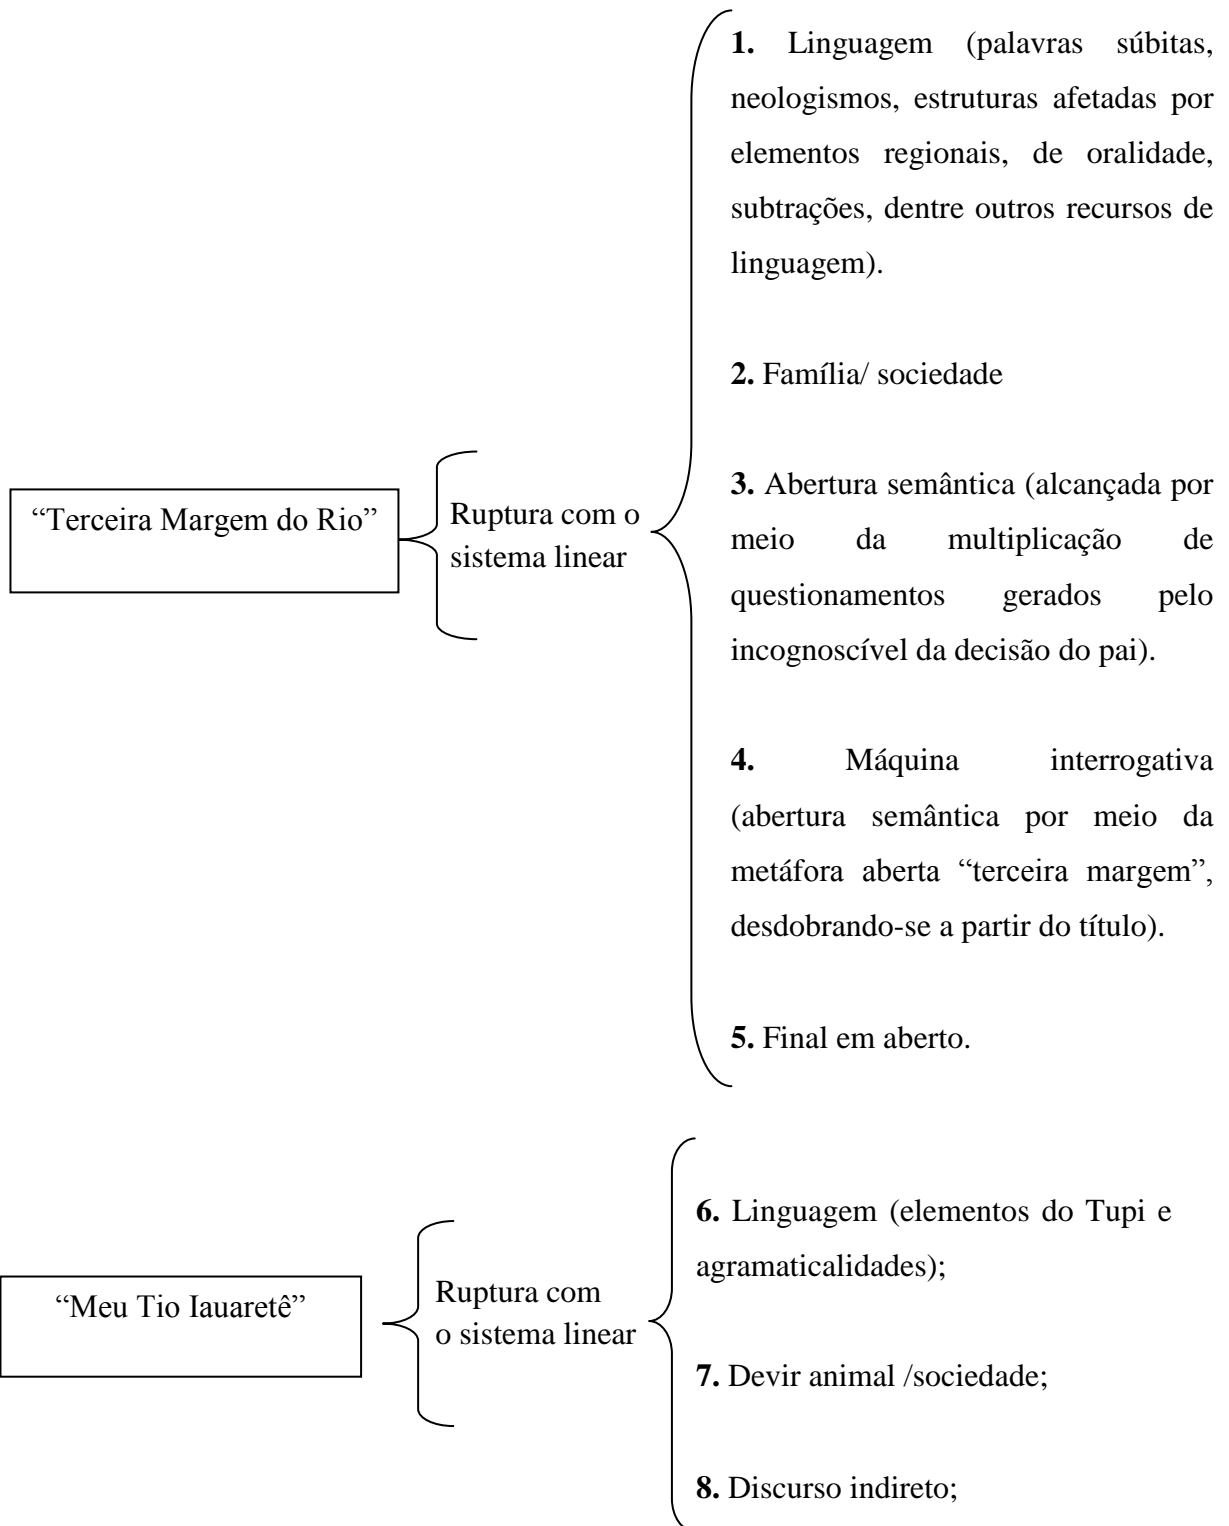 “Terceira Margem do Rio”
Ruptura com o
sistema linear
1. Linguagem (palavras súbitas,
neologismos, estruturas afetadas por
elementos regionais, de oralidade,
subtrações, dentre outros recursos de
linguagem).
2. Família/ sociedade
3. Abertura semântica (alcançada por
meio da multiplicação de
questionamentos gerados pelo
incognoscível da decisão do pai).
4. Máquina interrogativa
(abertura semântica por meio da
metáfora aberta “terceira margem”,
desdobrando-se a partir do título).
5. Final em aberto.
“Meu Tio Iauaretê”
Ruptura com
o sistema linear
6. Linguagem (elementos do Tupi e
agramaticalidades);
7. Devir animal /sociedade;
8. Discurso indireto;